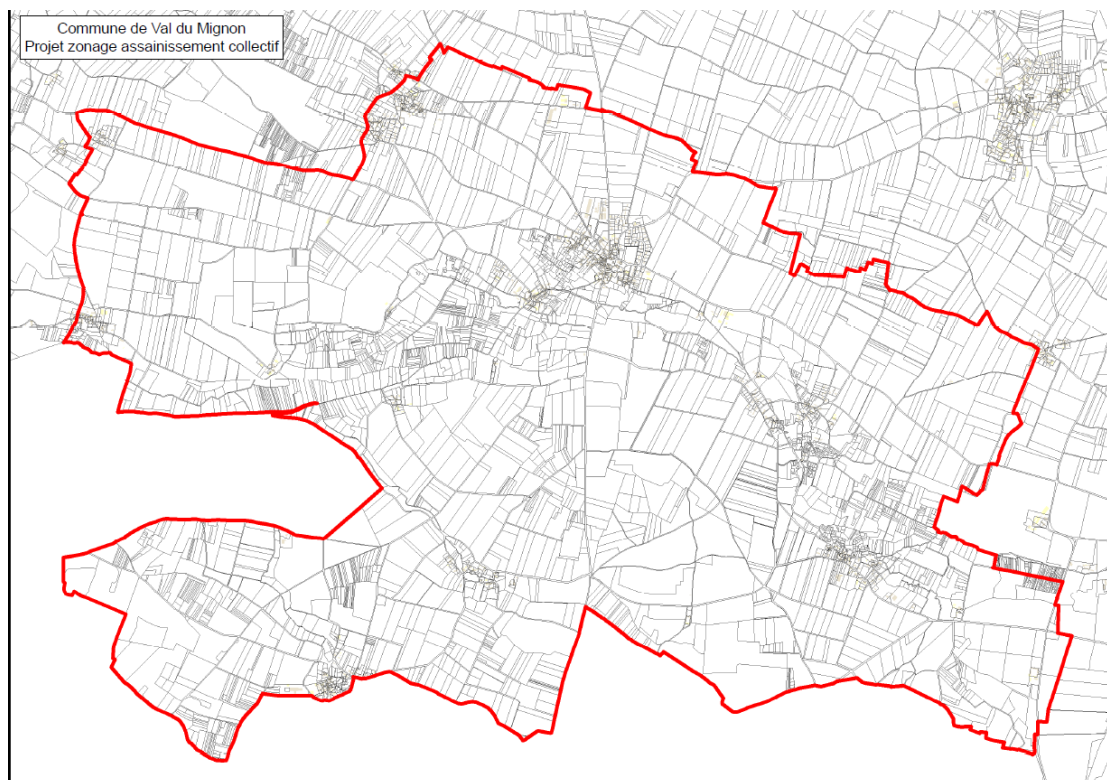 Commune de Val du Mignon
Projet zonage assainissement collectif